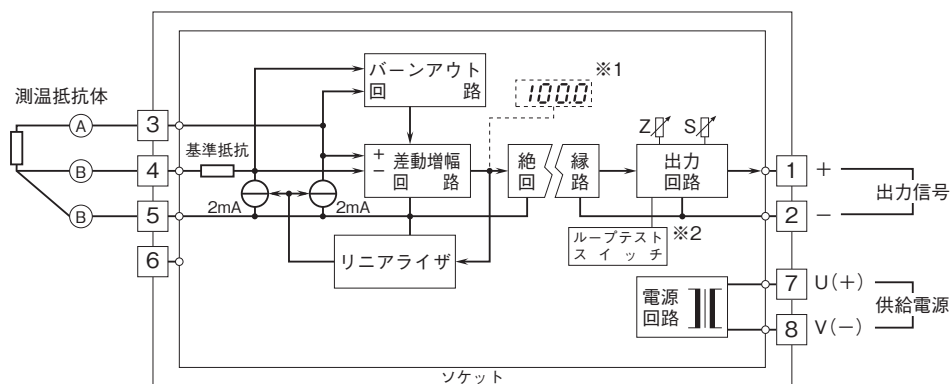 測温抵抗体
A
B
B
3
4
5
6
基準抵抗
2mA
2mA
バーンアウト
回路
+
−
差動増幅
回路
リニアライザ
※1
100.0
絶縁
回路
Z
S
出力
回路
ループテスト
スイッチ
※2
電源
回路
1
+
2
−
出力信号
7
U(+)
8
V(−)
供給電源
ソケット